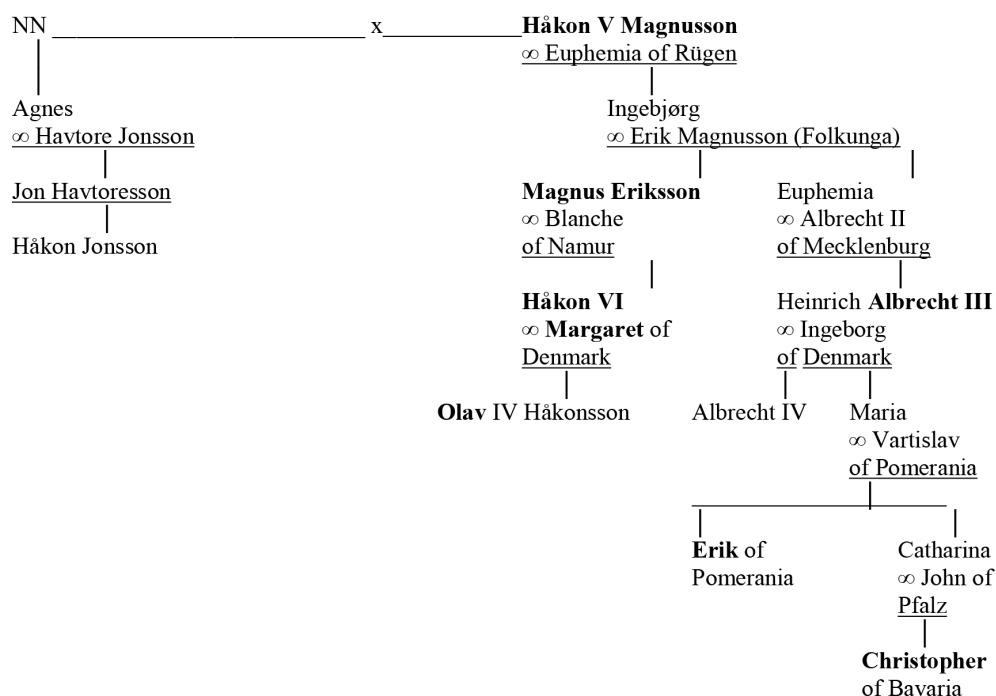 NN x Håkon V Magnusson
∞ Euphemia of Rügen
Agnes Ingebjørg
∞ Havtore Jonsson ∞ Erik Magnusson (Folkunga)
Jon Havtoresson Magnus Eriksson Euphemia
∞ Blanche ∞ Albrecht II
Håkon Jonsson of Namur of Mecklenburg
Håkon VI Heinrich Albrecht III
∞ Margaret of ∞ Ingeborg
Denmark of Denmark
Olav IV Håkonsson Albrecht IV Maria
∞ Vartislav
of Pomerania
Erik of Catharina
Pomerania ∞ John of
Pfalz
Christopher
of Bavaria